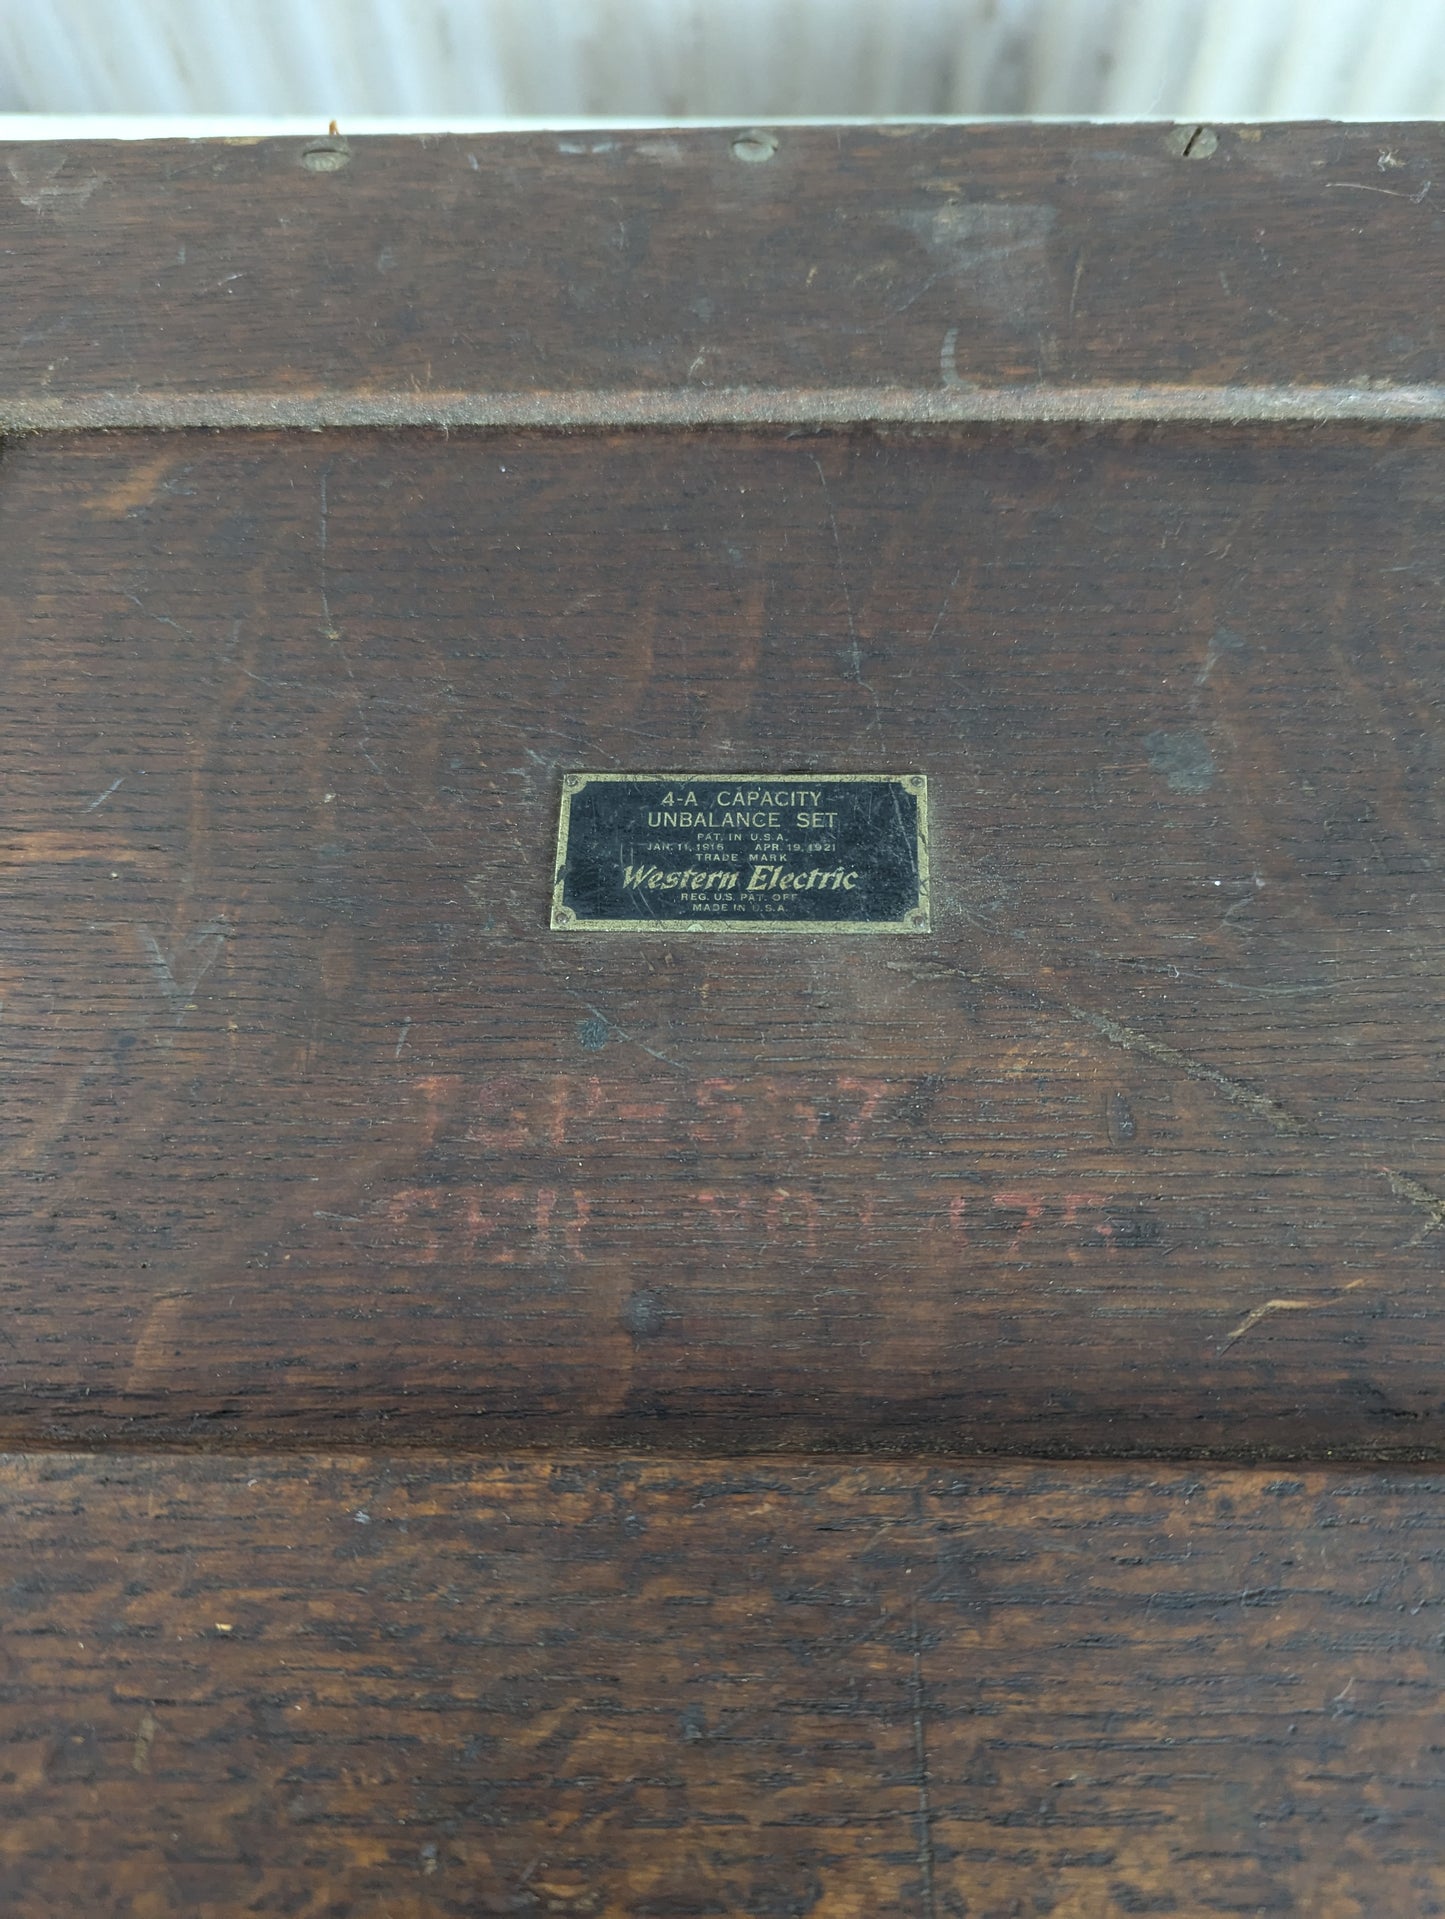 4-A CAPACITY
UNBALANCE SET
PAT. IN U.S.A.
JAN. 11, 1916 APR. 19, 1921
TRADE MARK
Western Electric
REG. U.S. PAT. OFF.
MADE IN U.S.A.
SER